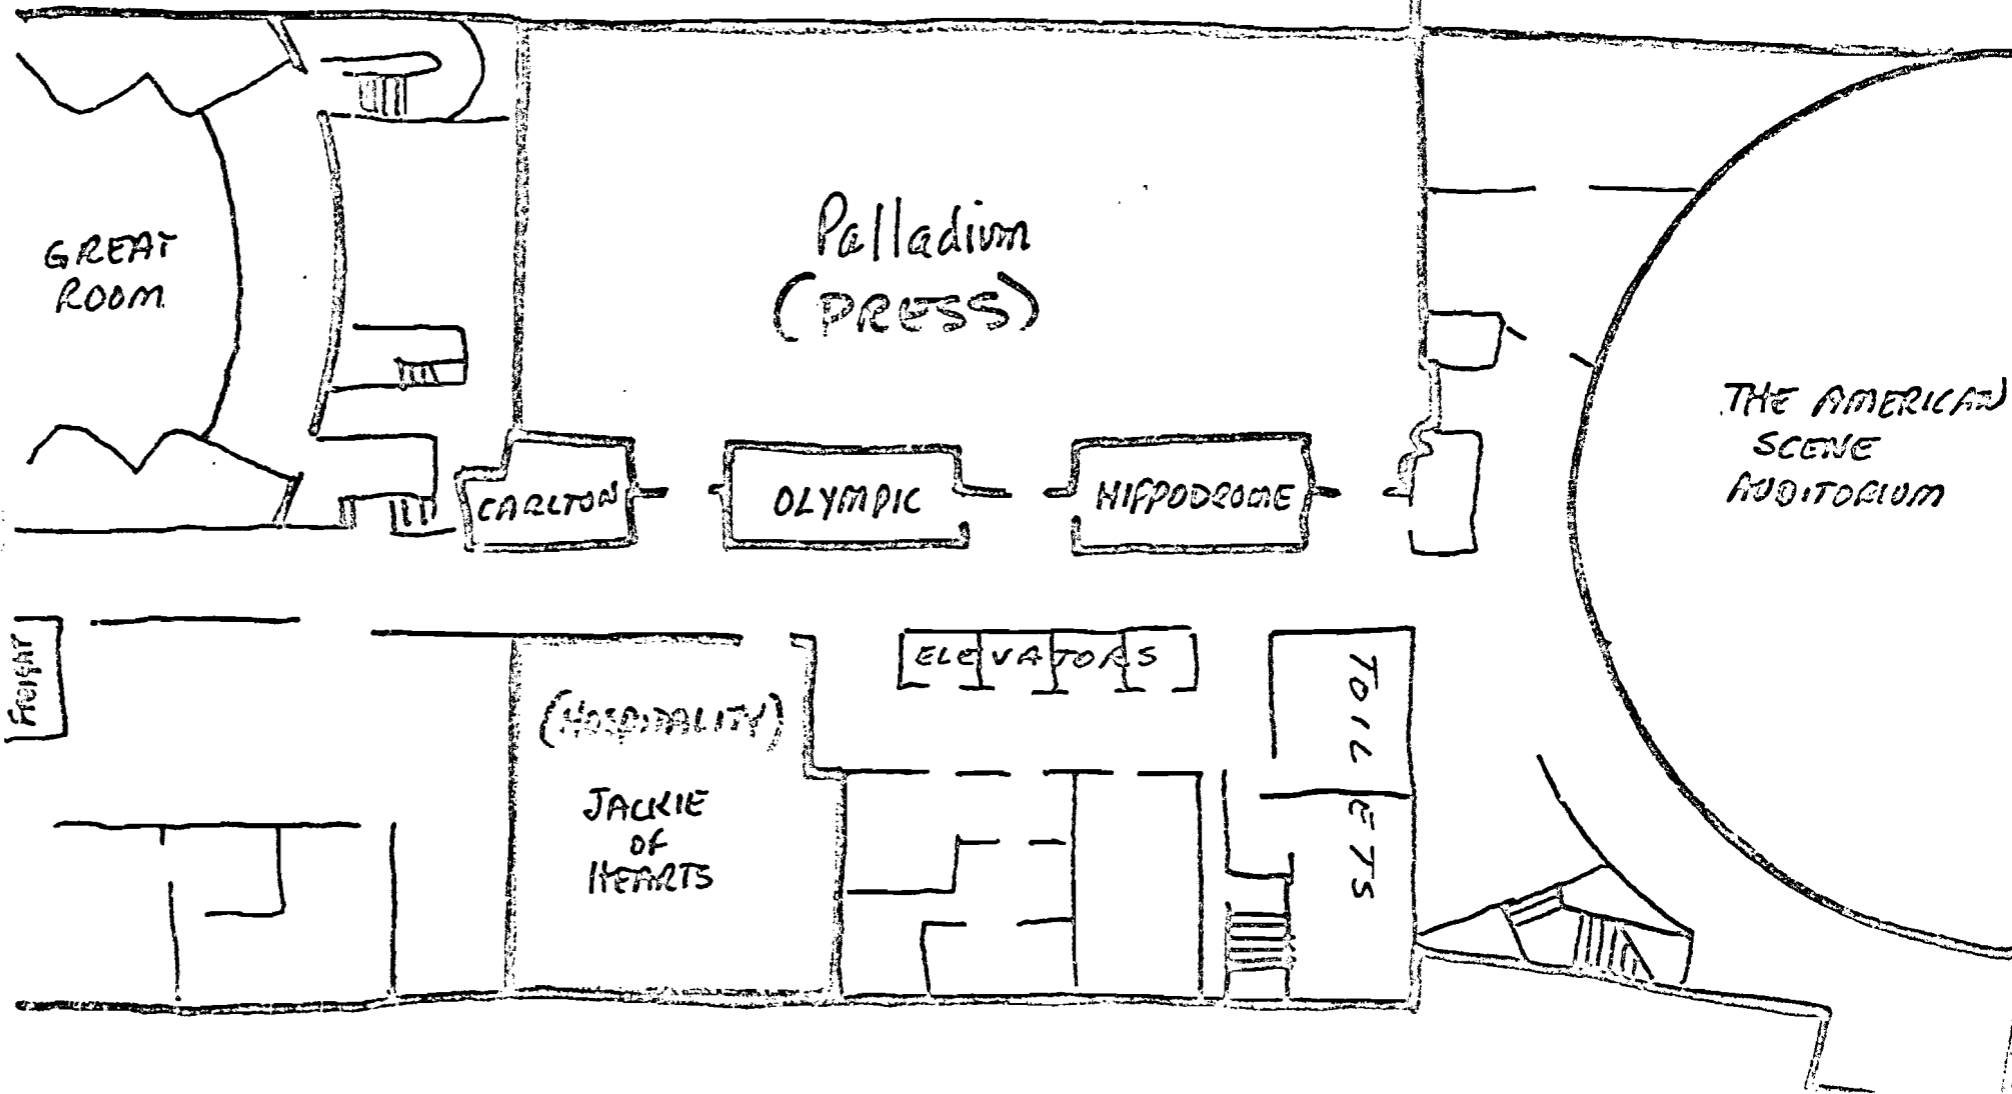 GREAT
ROOM
Palladium
(PRESS)
THE AMERICAN
SCENE
AUDITORIUM
CARLTON
OLYMPIC
HIPPODROME
FREIGHT
ELEVATORS
TOILETS
(HOSPITALITY)
JACKIE
OF
HEARTS